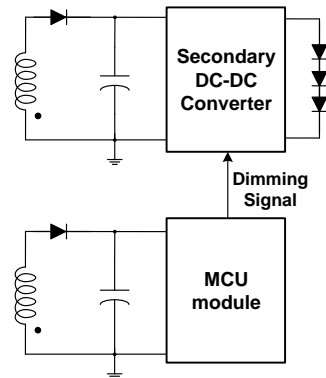 Secondary
DC-DC
Converter
Dimming
Signal
MCU
module